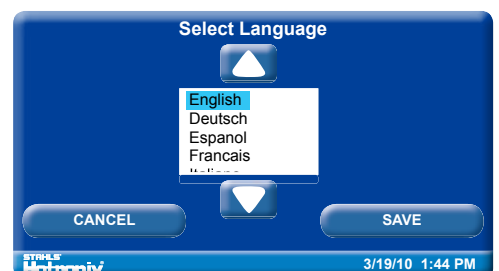 Select Language
English
Deutsch
Espanol
Francais
CANCEL
SAVE
STAHLS'
3/19/10 1:44 PM